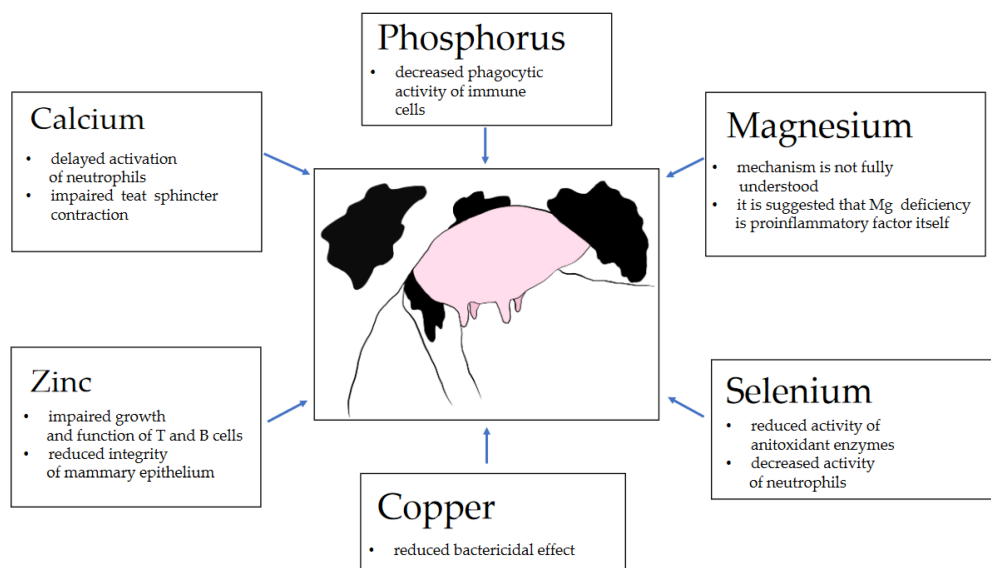 Phosphorus
• decreased phagocytic
activity of immune
cells
Calcium
• delayed activation
of neutrophils
• impaired teat sphincter
contraction
Magnesium
• mechanism is not fully
understood
• it is suggested that Mg deficiency
is proinflammatory factor itself
Zinc
• impaired growth
and function of T and B cells
• reduced integrity
of mammary epithelium
Selenium
• reduced activity of
anitoxidant enzymes
• decreased activity
of neutrophils
Copper
• reduced bactericidal effect